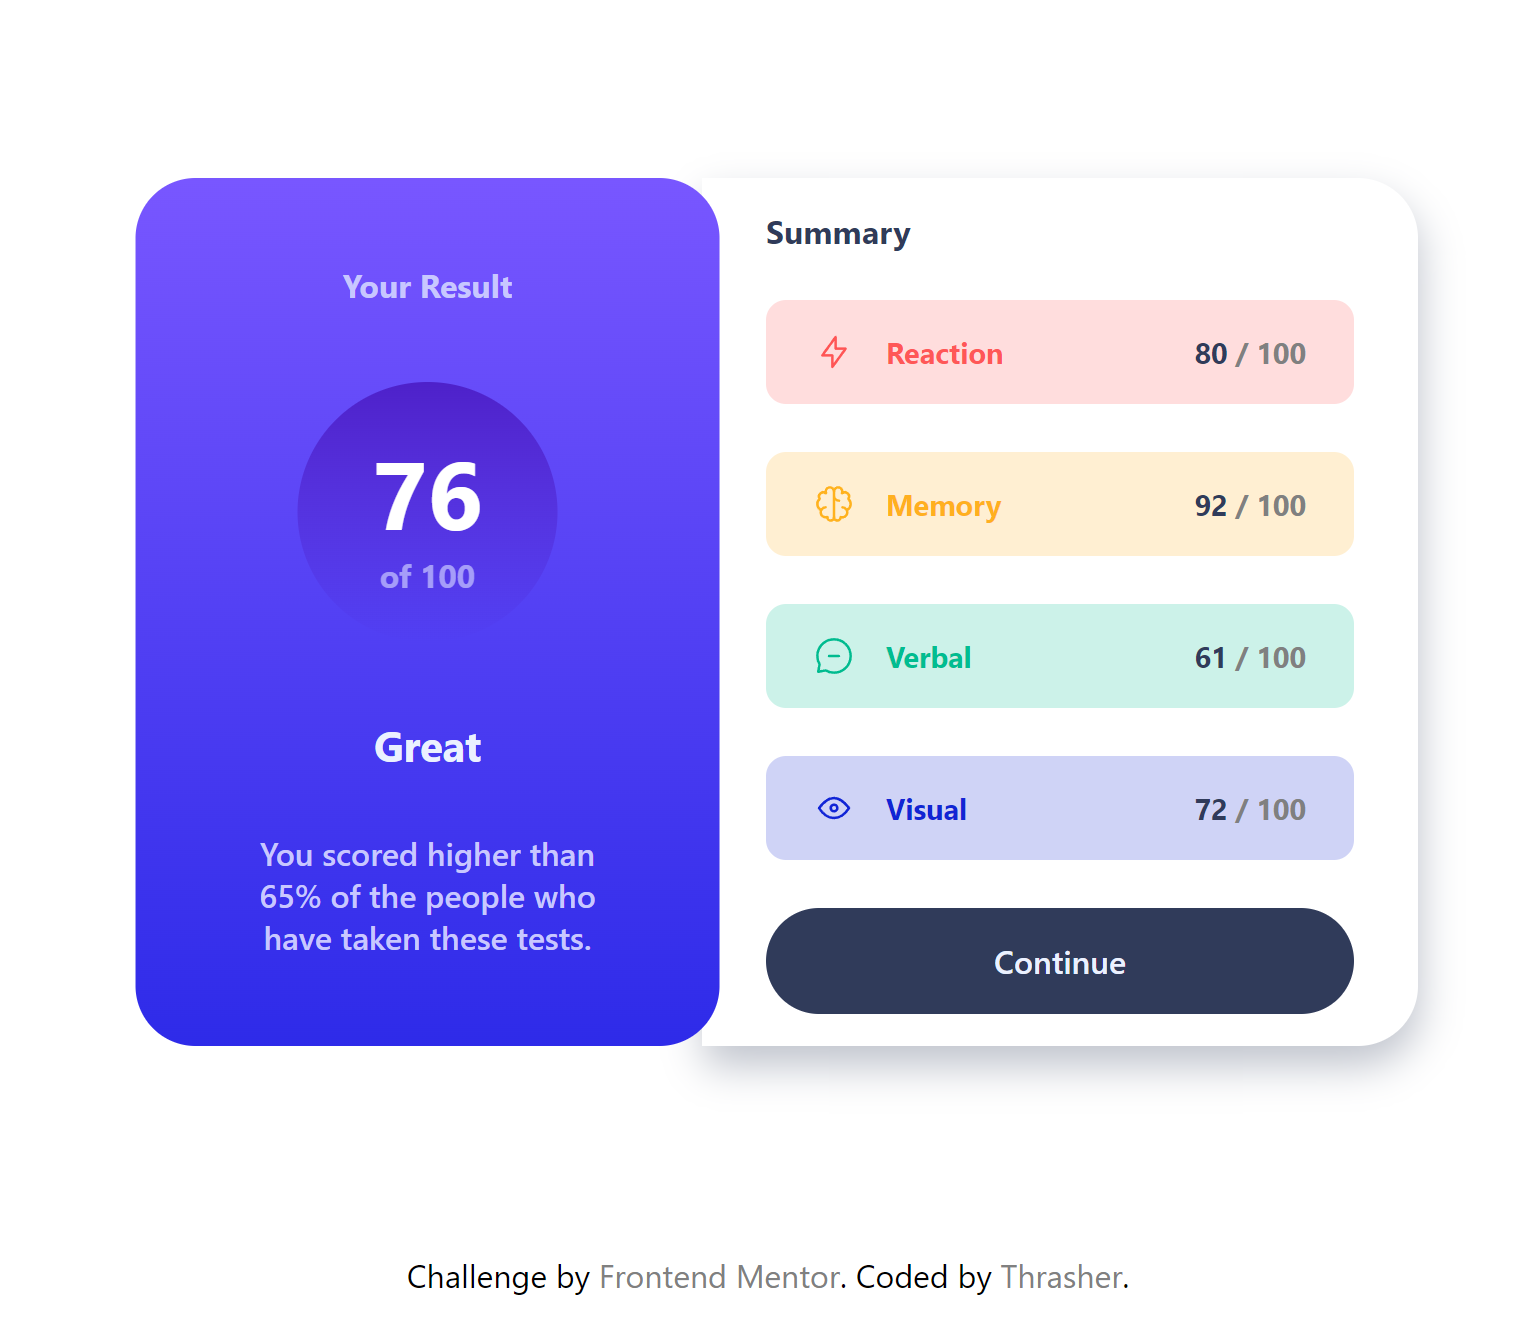 Your Result
76
of 100
Great
You scored higher than
65% of the people who
have taken these tests.
Summary
Reaction 80 / 100
Memory 92 / 100
Verbal 61 / 100
Visual 72 / 100
Continue
Challenge by Frontend Mentor. Coded by Thrasher.